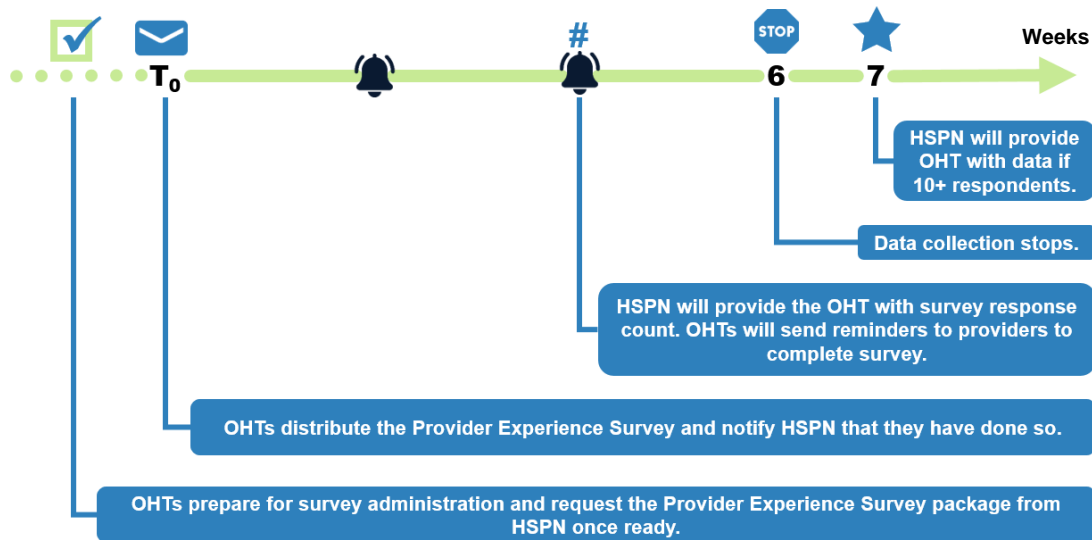 #
STOP
Weeks
T₀
6
7
HSPN will provide
OHT with data if
10+ respondents.
Data collection stops.
HSPN will provide the OHT with survey response
count. OHTs will send reminders to providers to
complete survey.
OHTs distribute the Provider Experience Survey and notify HSPN that they have done so.
OHTs prepare for survey administration and request the Provider Experience Survey package from
HSPN once ready.